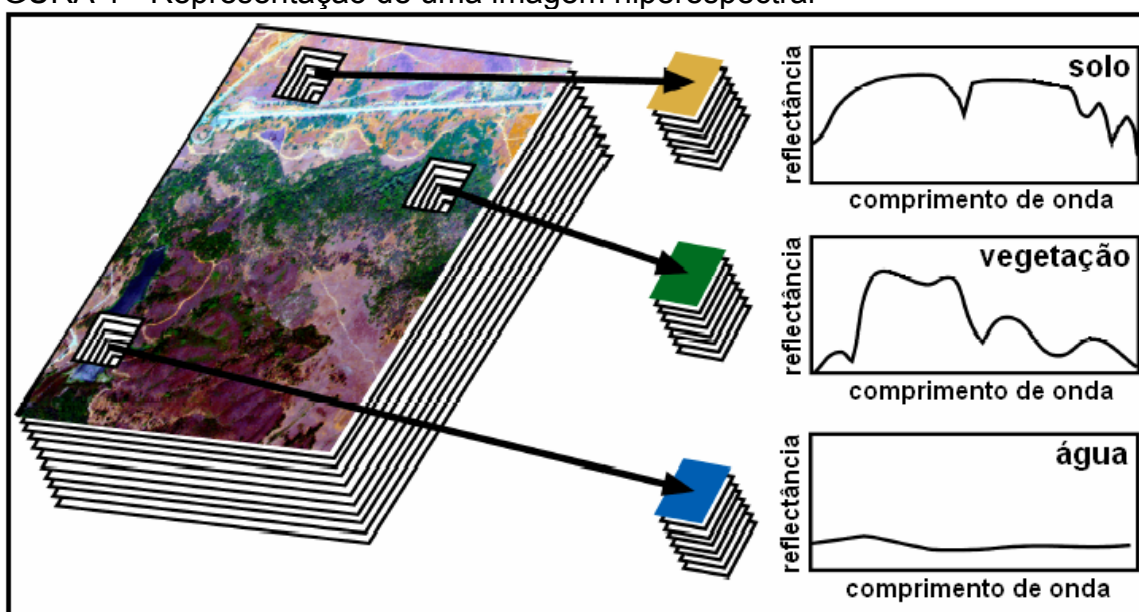 solo
reflectância
comprimento de onda
vegetação
reflectância
comprimento de onda
água
reflectância
comprimento de onda